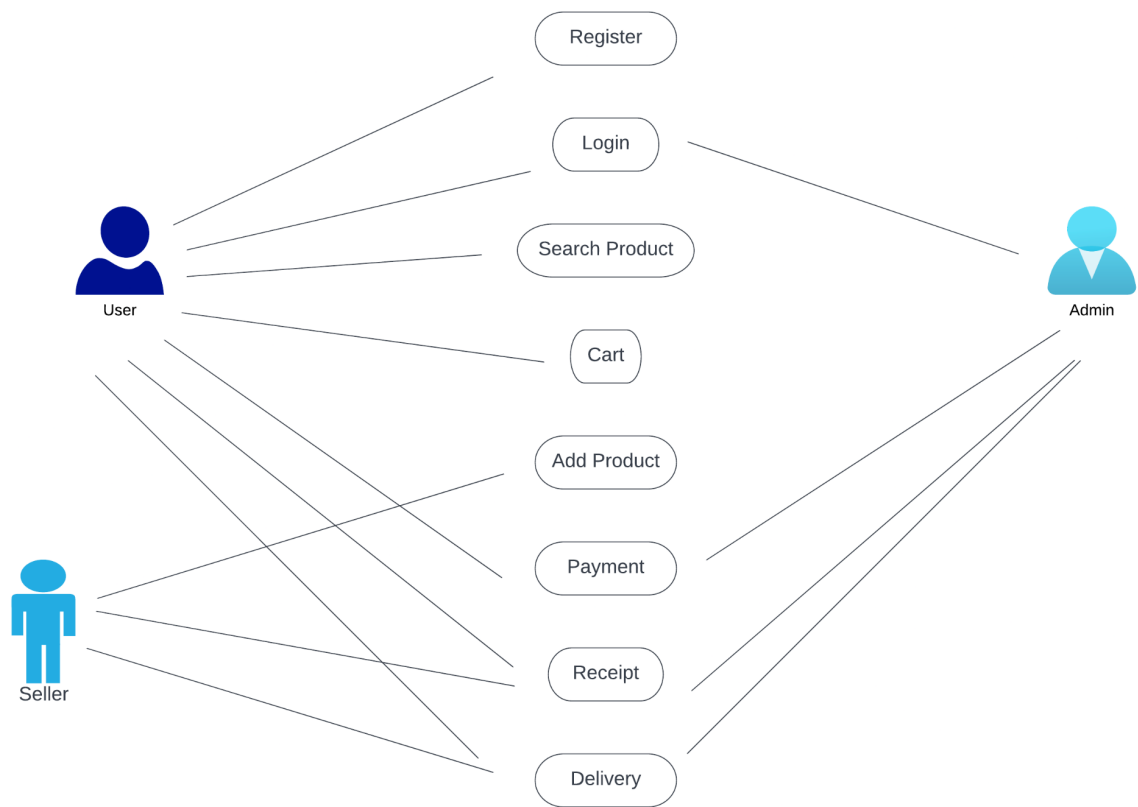 Register
Login
Search Product
User
Admin
Cart
Add Product
Payment
Receipt
Seller
Delivery